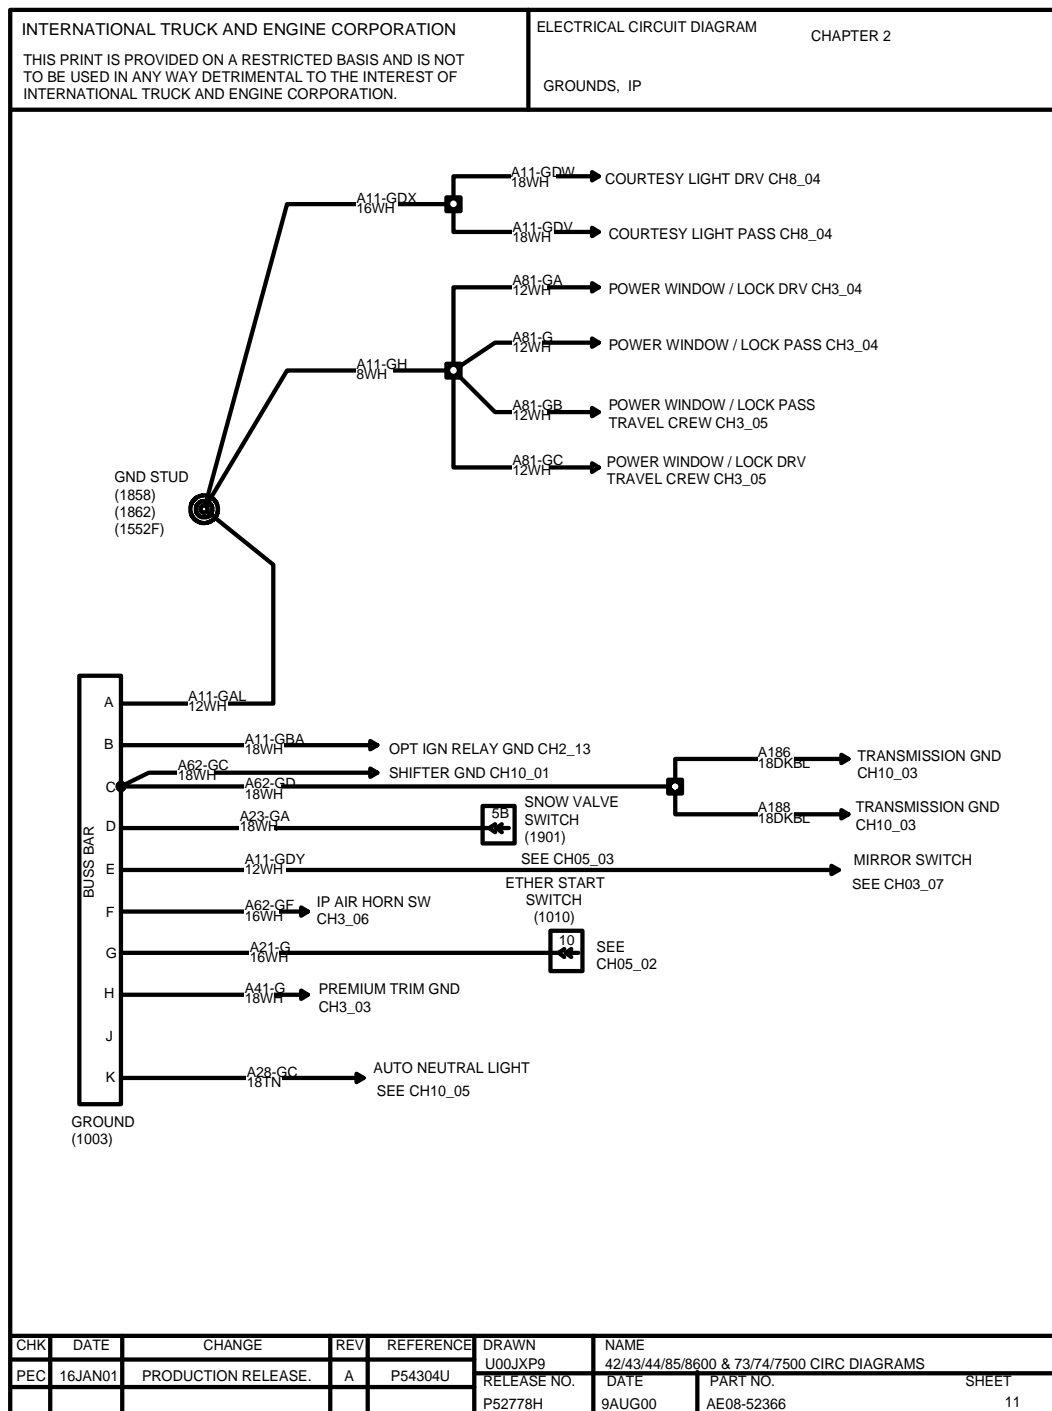 INTERNATIONAL TRUCK AND ENGINE CORPORATION
THIS PRINT IS PROVIDED ON A RESTRICTED BASIS AND IS NOT
TO BE USED IN ANY WAY DETRIMENTAL TO THE INTEREST OF
INTERNATIONAL TRUCK AND ENGINE CORPORATION.
ELECTRICAL CIRCUIT DIAGRAM
CHAPTER 2
GROUNDS, IP
A11-GDW
18WH
COURTESY LIGHT DRV CH8_04
A11-GDX
16WH
A11-GDV
18WH
COURTESY LIGHT PASS CH8_04
A81-GA
12WH
POWER WINDOW / LOCK DRV CH3_04
A81-G
12WH
POWER WINDOW / LOCK PASS CH3_04
A11-GH
8WH
A81-GB
12WH
POWER WINDOW / LOCK PASS
TRAVEL CREW CH3_05
A81-GC
12WH
POWER WINDOW / LOCK DRV
TRAVEL CREW CH3_05
GND STUD
(1858)
(1862)
(1552F)
BUSS BAR
A
A11-GAL
12WH
B
A11-GBA
18WH
OPT IGN RELAY GND CH2_13
C
A62-GC
18WH
SHIFTER GND CH10_01
A62-GD
18WH
A186
18DKBL
TRANSMISSION GND
CH10_03
A188
18DKBL
TRANSMISSION GND
CH10_03
D
A23-GA
18WH
5B
SNOW VALVE
SWITCH
(1901)
SEE CH05_03
E
A11-GDY
12WH
MIRROR SWITCH
SEE CH03_07
F
A62-GF
16WH
IP AIR HORN SW
CH3_06
ETHER START
SWITCH
(1010)
G
A21-G
16WH
10
SEE
CH05_02
H
A41-G
18WH
PREMIUM TRIM GND
CH3_03
J
K
A28-GC
18TN
AUTO NEUTRAL LIGHT
SEE CH10_05
GROUND
(1003)
CHK DATE CHANGE REV REFERENCE
PEC 16JAN01 PRODUCTION RELEASE. A P54304U
DRAWN
U00JXP9
NAME
42/43/44/85/8600 & 73/74/7500 CIRC DIAGRAMS
RELEASE NO. DATE PART NO. SHEET
P52778H 9AUG00 AE08-52366 11